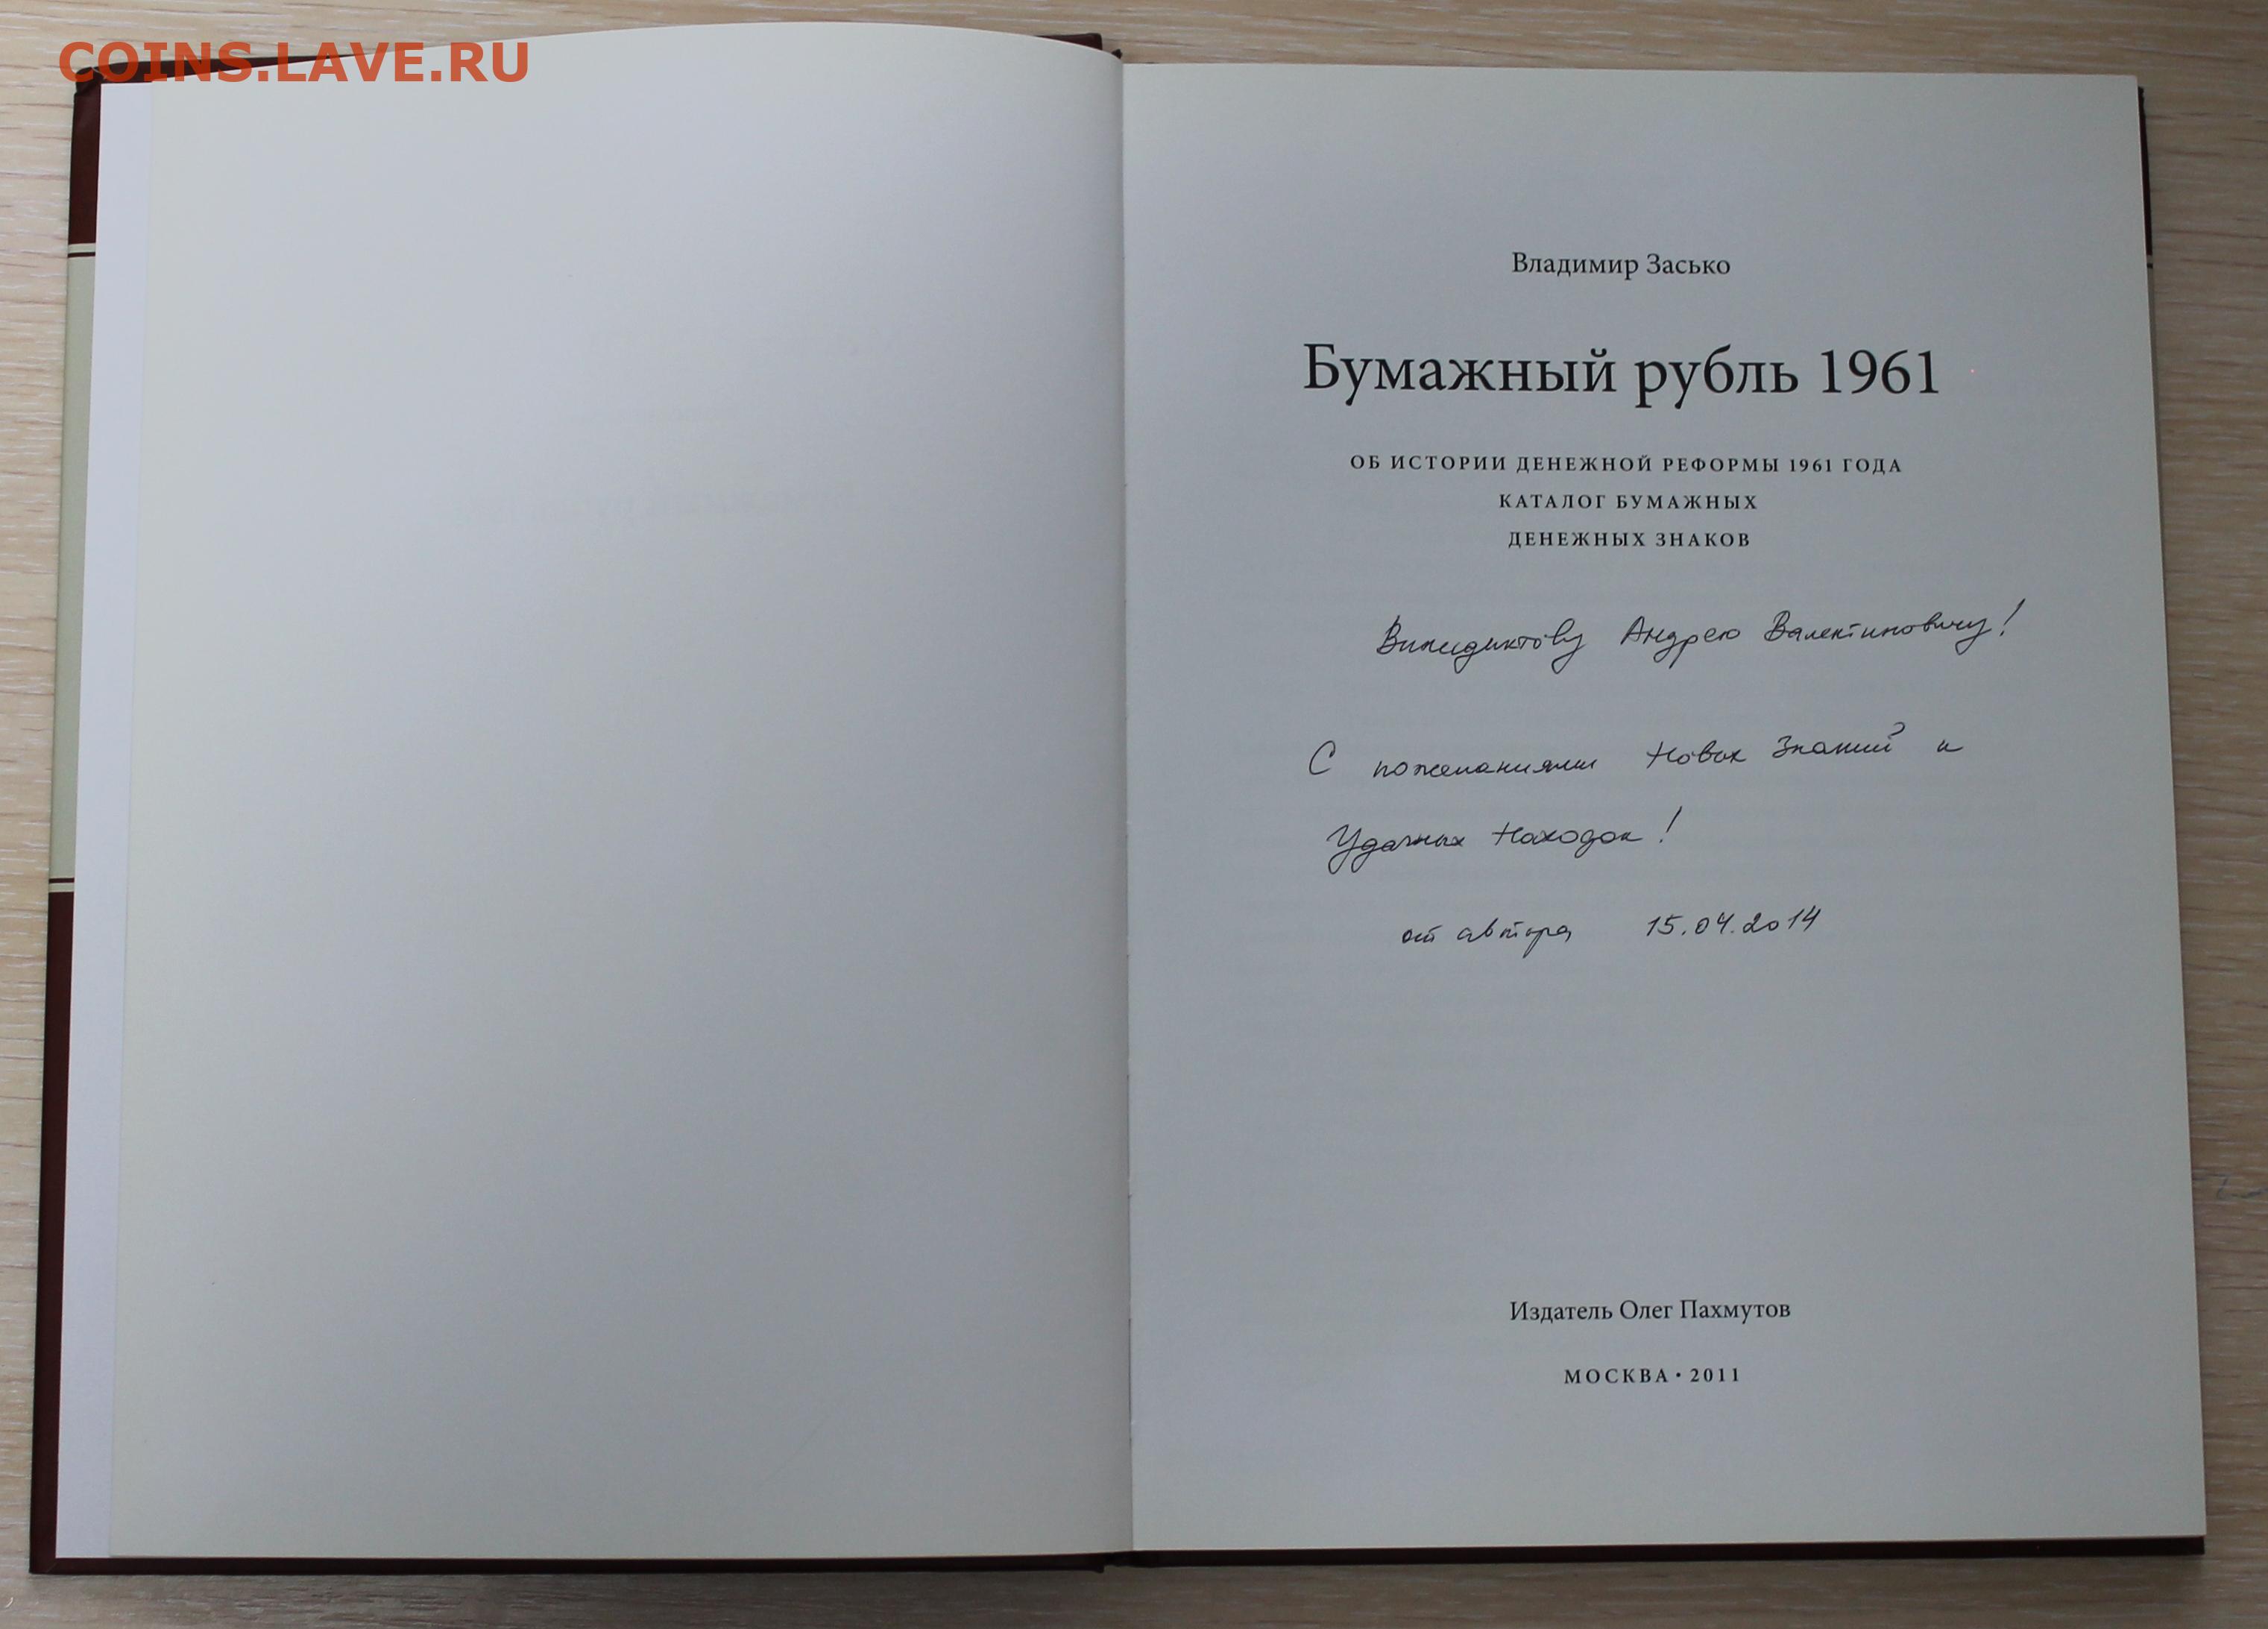 COINS.LAVE.RU
Владимир Засько
Бумажный рубль 1961
ОБ ИСТОРИИ ДЕНЕЖНОЙ РЕФОРМЫ 1961 ГОДА
КАТАЛОГ БУМАЖНЫХ
ДЕНЕЖНЫХ ЗНАКОВ
Андрею Валентиновичу!
С пожеланиями Новых Знаний и
Удачных Находок!
от автора 15.04.2014
Издатель Олег Пахмутов
МОСКВА • 2011